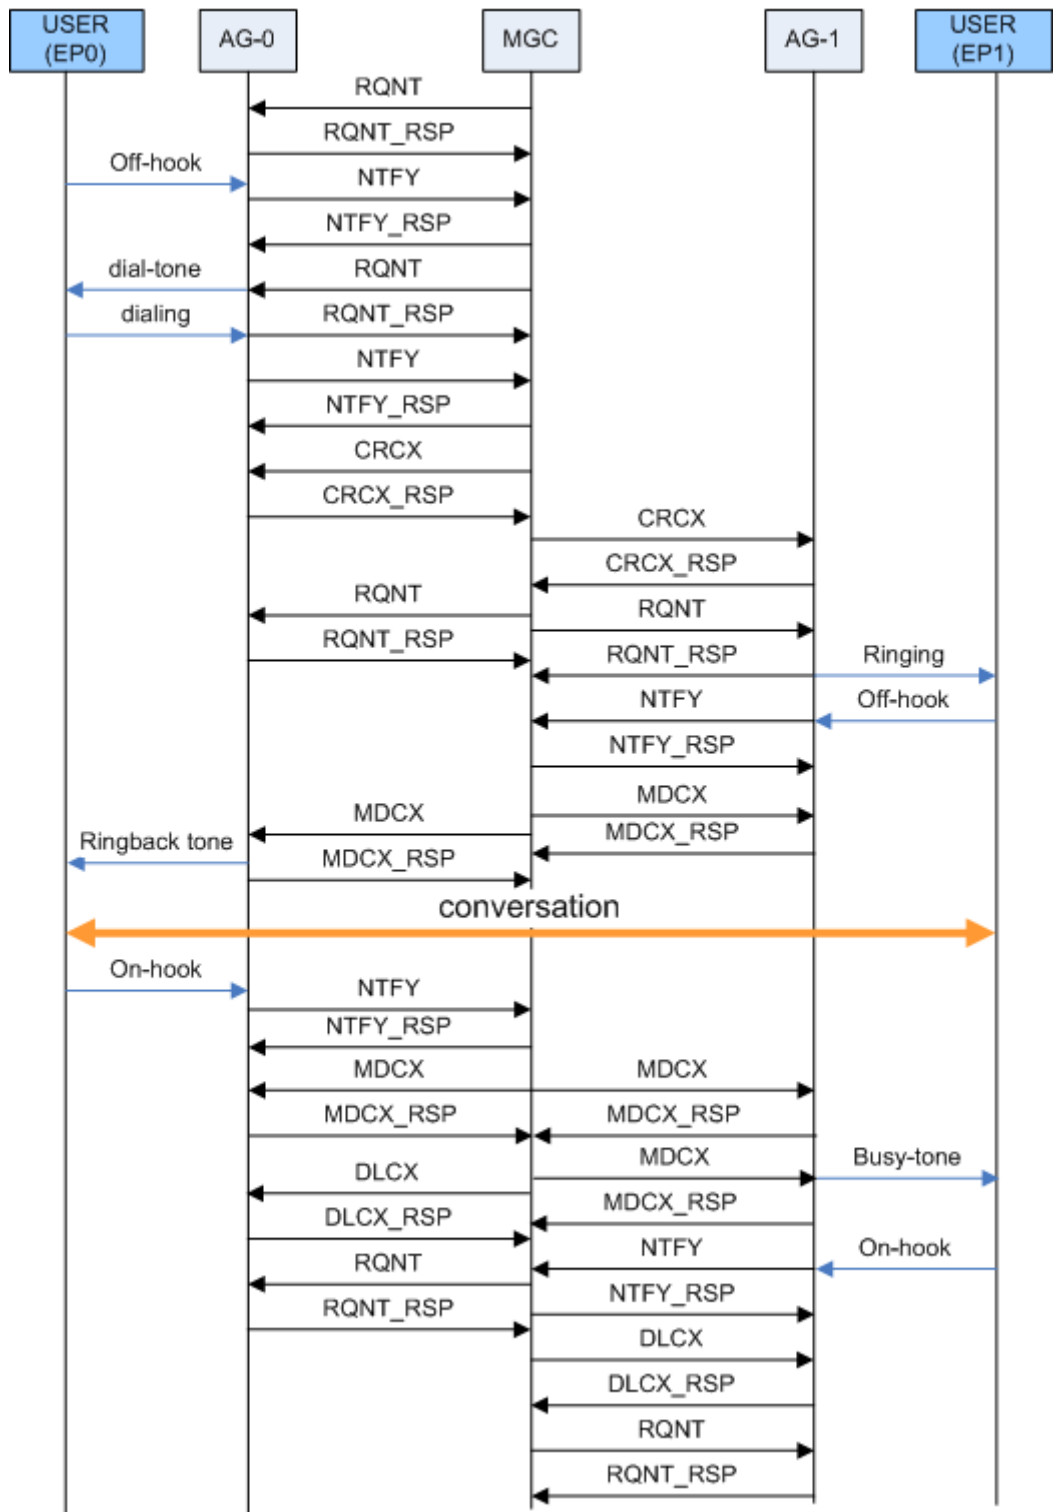 USER
(EP0)
AG-0
MGC
AG-1
USER
(EP1)
RQNT
RQNT_RSP
Off-hook
NTFY
NTFY_RSP
dial-tone
RQNT
dialing
RQNT_RSP
NTFY
NTFY_RSP
CRCX
CRCX_RSP
CRCX
CRCX_RSP
RQNT
RQNT
RQNT_RSP
RQNT_RSP
Ringing
NTFY
Off-hook
NTFY_RSP
MDCX
MDCX
MDCX_RSP
Ringback tone
MDCX_RSP
conversation
On-hook
NTFY
NTFY_RSP
MDCX
MDCX
MDCX_RSP
MDCX_RSP
MDCX
Busy-tone
DLCX
MDCX_RSP
DLCX_RSP
NTFY
On-hook
RQNT
NTFY_RSP
RQNT_RSP
DLCX
DLCX_RSP
RQNT
RQNT_RSP